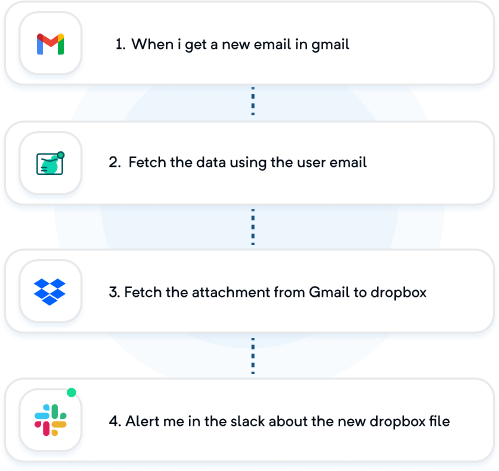 1. When i get a new email in gmail
2. Fetch the data using the user email
3. Fetch the attachment from Gmail to dropbox
4. Alert me in the slack about the new dropbox file